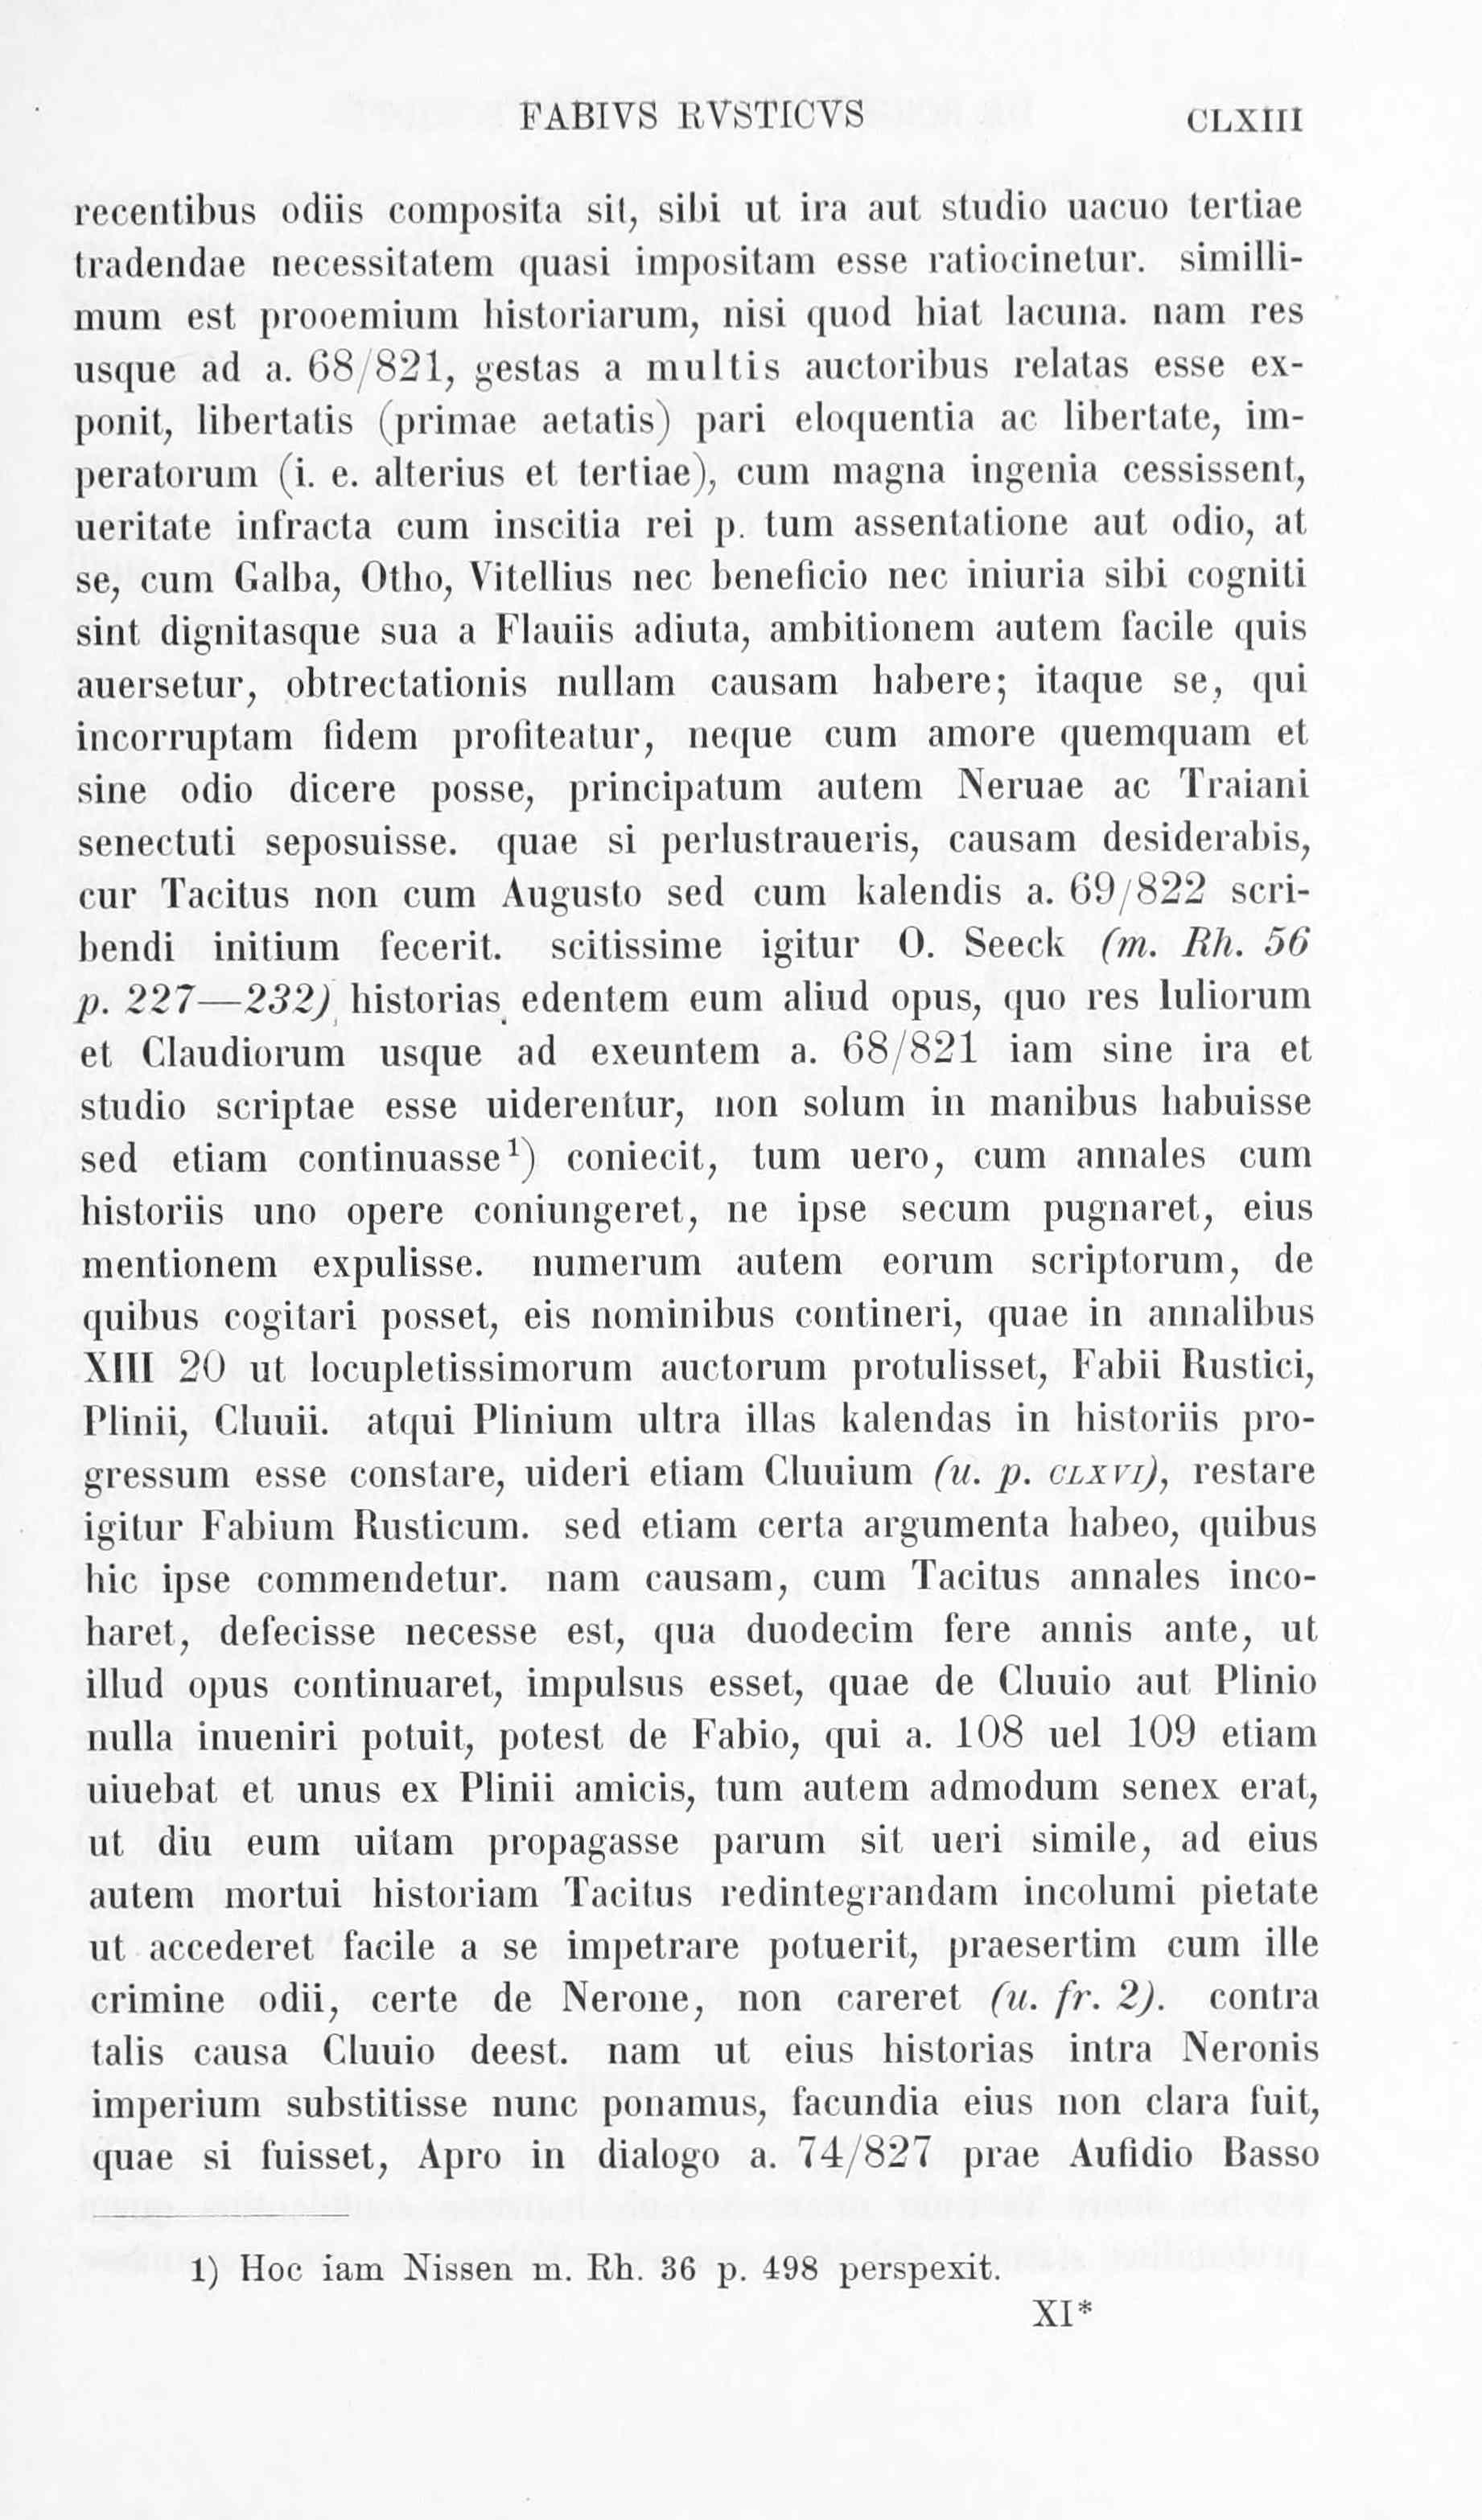 FABIVS RVSTICVS CLXIII
recentibus odiis composita sit, sibi ut ira aut studio uacuo tertiae
tradendae necessitatem quasi impositam esse ratiocinetur. simili-
mum est prooemium historiarum, nisi quod hiat lacuna. nam res
usque ad a. 68/821, gestas a multis auctoribus relatas esse ex-
ponit, libertatis (primae aetatis) pari eloquentia ac libertate, im-
peratorum (i. e. alterius et tertiae), cum magna ingenia cessissent,
ueritate infracta cum inscitia rei p. tum assentatione aut odio, at
se, cum Galba, Otho, Vitellius nec beneficio nec iniuria sibi cogniti
sint dignitasque sua a Flauiis adiuta, ambitionem autem facile quis
auersetur, obtrectationis nullam causam habere; itaque se, qui
incorruptam fidem profiteatur, neque cum amore quemquam et
sine odio dicere posse, principatum autem Neruae ac Traiani
senectuti seposuisse. quae si perlustraueris, causam desiderabis,
cur Tacitus non cum Augusto sed cum kalendis a. 69/822 scri-
bendi initium fecerit. scitissime igitur O. Seeck (m. Rh. 56
p. 227—232) historias edentem eum aliud opus, quo res Iuliorum
et Claudiorum usque ad exeuntem a. 68/821 iam sine ira et
studio scriptae esse uiderentur, non solum in manibus habuisse
sed etiam continuasse¹) coniecit, tum uero, cum annales cum
historiis uno opere coniungeret, ne ipse secum pugnaret, eius
mentionem expulisse. numerum autem eorum scriptorum, de
quibus cogitari posset, eis nominibus contineri, quae in annalibus
XIII 20 ut locupletissimorum auctorum protulisset, Fabii Rustici,
Plinii, Cluuii. atqui Plinium ultra illas kalendas in historiis pro-
gressum esse constare, uideri etiam Cluuium (u. p. CLXVI), restare
igitur Fabium Rusticum. sed etiam certa argumenta habeo, quibus
hic ipse commendetur. nam causam, cum Tacitus annales inco-
haret, defecisse necesse est, qua duodecim fere annis ante, ut
illud opus continuaret, impulsus esset, quae de Cluuio aut Plinio
nulla inueniri potuit, potest de Fabio, qui a. 108 uel 109 etiam
uiuebat et unus ex Plinii amicis, tum autem admodum senex erat,
ut diu eum uitam propagasse parum sit ueri simile, ad eius
autem mortui historiam Tacitus redintegrandam incolumi pietate
ut accederet facile a se impetrare potuerit, praesertim cum ille
crimine odii, certe de Nerone, non careret (u. fr. 2). contra
talis causa Cluuio deest. nam ut eius historias intra Neronis
imperium substitisse nunc ponamus, facundia eius non clara fuit,
quae si fuisset, Apro in dialogo a. 74/827 prae Aufidio Basso
1) Hoc iam Nissen m. Rh. 36 p. 498 perspexit.
XI*